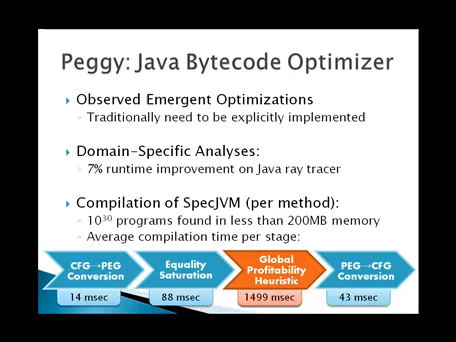 Peggy: Java Bytecode Optimizer
Observed Emergent Optimizations
Traditionally need to be explicitly implemented
Domain-Specific Analyses:
7% runtime improvement on Java ray tracer
Compilation of SpecJVM (per method):
10³⁰ programs found in less than 200MB memory
Average compilation time per stage:
CFG→PEG
Conversion
14 msec
Equality
Saturation
88 msec
Global
Profitability
Heuristic
1499 msec
PEG→CFG
Conversion
43 msec